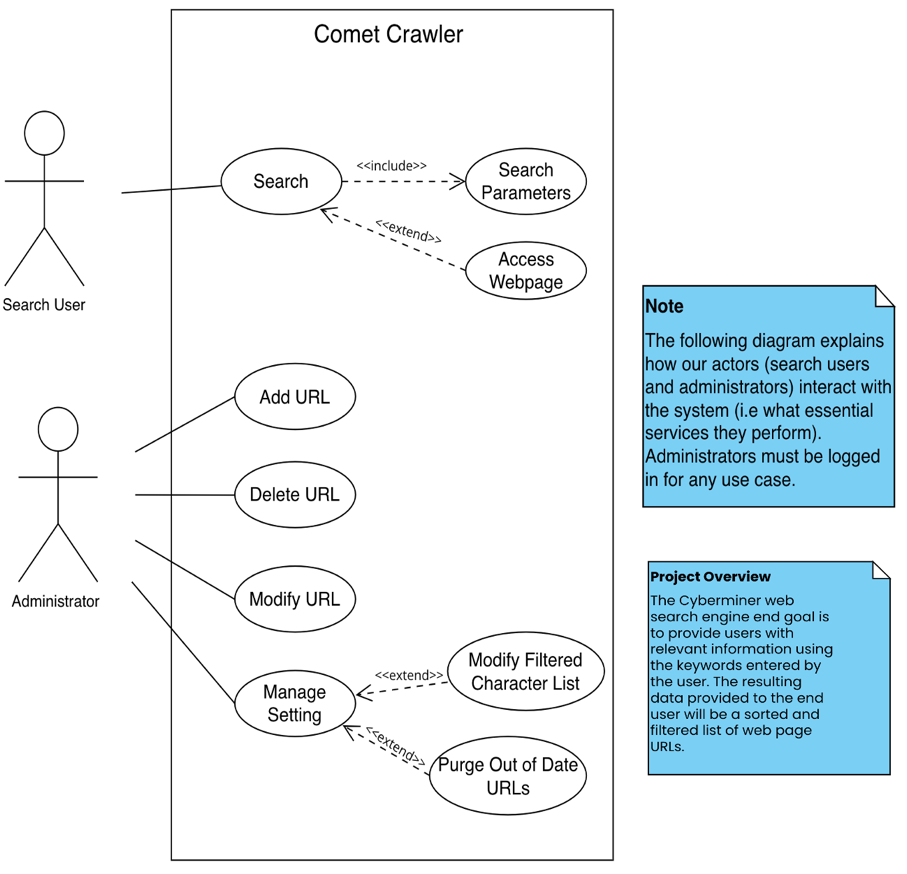 Comet Crawler
Search User
Search
<<include>>
Search
Parameters
<<extend>>
Access
Webpage
Administrator
Add URL
Delete URL
Modify URL
Manage
Setting
<<extend>>
Modify Filtered
Character List
<<extend>>
Purge Out of Date
URLs
Note
The following diagram explains
how our actors (search users
and administrators) interact with
the system (i.e what essential
services they perform).
Administrators must be logged
in for any use case.
Project Overview
The Cyberminer web
search engine end goal is
to provide users with
relevant information using
the keywords entered by
the user. The resulting
data provided to the end
user will be a sorted and
filtered list of web page
URLs.